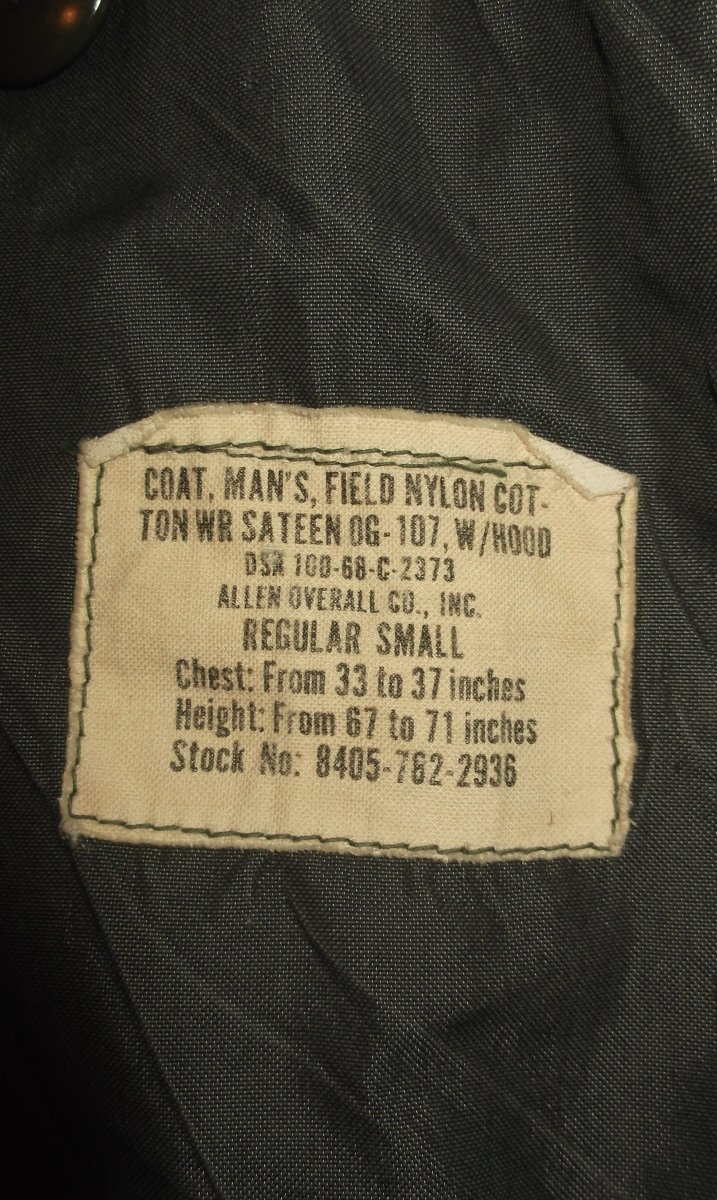 COAT, MAN'S, FIELD NYLON COT-
TON WR SATEEN OG-107, W/HOOD
DSA 100-68-C-2373
ALLEN OVERALL CO., INC.
REGULAR SMALL
Chest: From 33 to 37 inches
Height: From 67 to 71 inches
Stock No: 8405-782-2936